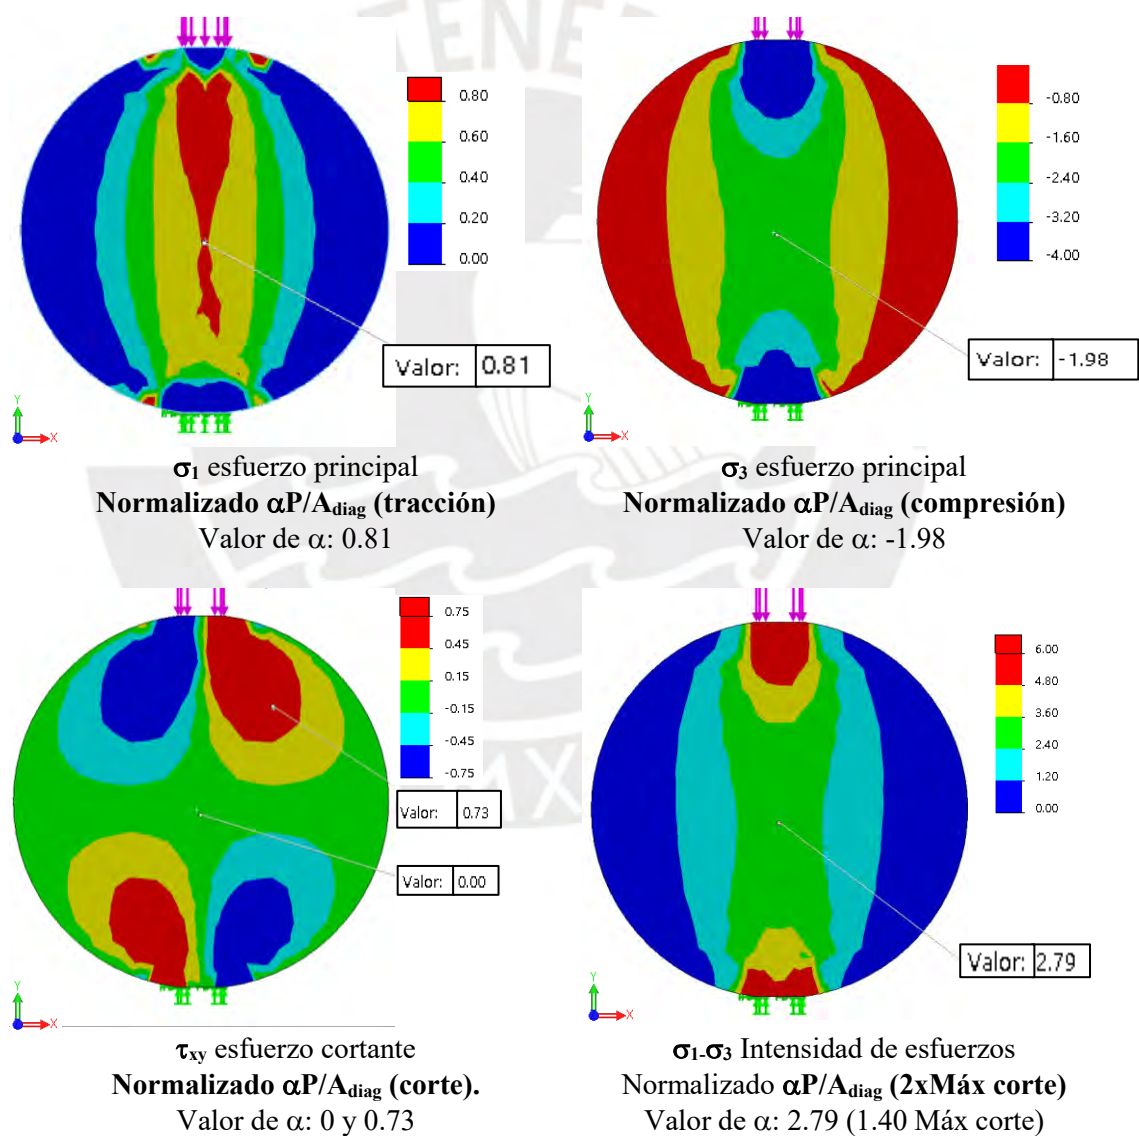 0.80
0.60
0.40
0.20
0.00
Valor: 0.81
Y
X
σ1 esfuerzo principal
Normalizado αP/Adiag (tracción)
Valor de α: 0.81
-0.80
-1.60
-2.40
-3.20
-4.00
Valor: -1.98
Y
X
σ3 esfuerzo principal
Normalizado αP/Adiag (compresión)
Valor de α: -1.98
0.75
0.45
0.15
-0.15
-0.45
-0.75
Valor: 0.73
Valor: 0.00
Y
X
τxy esfuerzo cortante
Normalizado αP/Adiag (corte).
Valor de α: 0 y 0.73
6.00
4.80
3.60
2.40
1.20
0.00
Valor: 2.79
Y
X
σ1-σ3 Intensidad de esfuerzos
Normalizado αP/Adiag (2xMáx corte)
Valor de α: 2.79 (1.40 Máx corte)
TENE